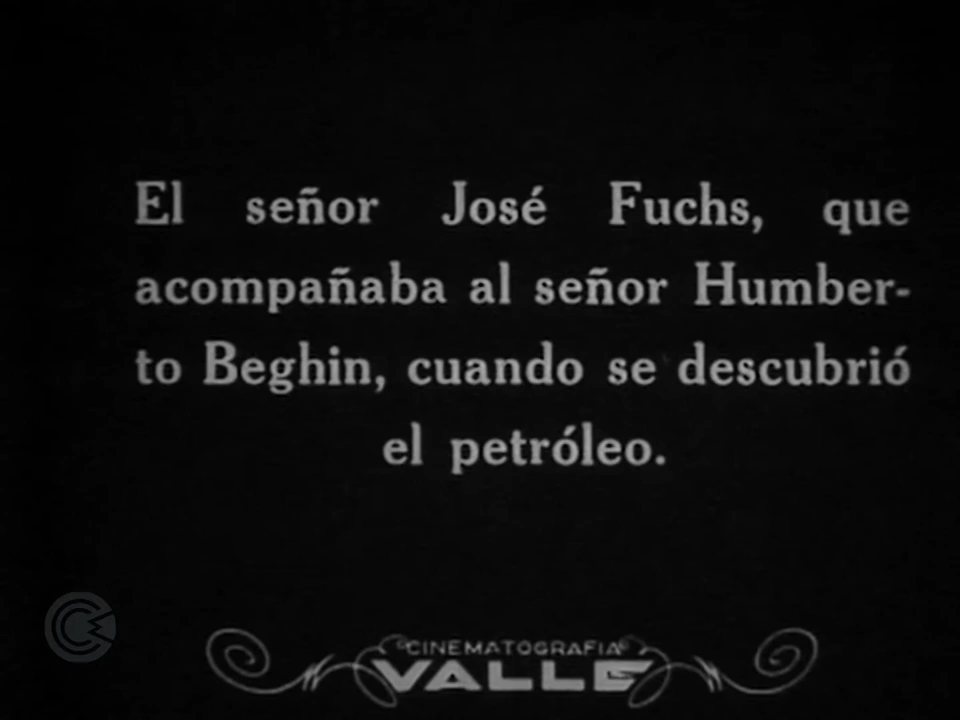 El señor José Fuchs, que
acompañaba al señor Humber-
to Beghin, cuando se descubrió
el petróleo.
CINEMATOGRAFIA
VALLE